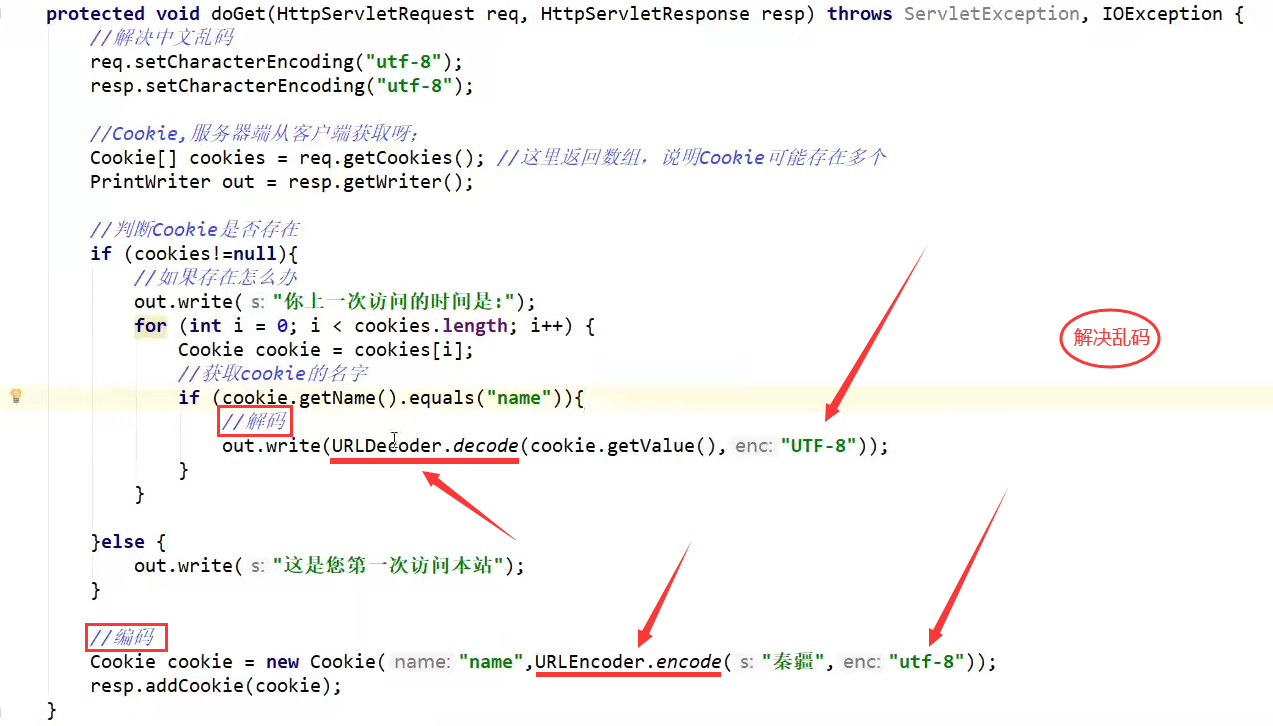 protected void doGet(HttpServletRequest req, HttpServletResponse resp) throws ServletException, IOException {
//解决中文乱码
req.setCharacterEncoding("utf-8");
resp.setCharacterEncoding("utf-8");
//Cookie,服务器端从客户端获取呀;
Cookie[] cookies = req.getCookies(); //这里返回数组，说明Cookie可能存在多个
PrintWriter out = resp.getWriter();
//判断Cookie是否存在
if (cookies!=null){
//如果存在怎么办
out.write( s: "你上一次访问的时间是:");
for (int i = 0; i < cookies.length; i++) {
Cookie cookie = cookies[i];
//获取cookie的名字
if (cookie.getName().equals("name")){
//解码
out.write(URLDecoder.decode(cookie.getValue(), enc: "UTF-8"));
}
}
}else {
out.write( s: "这是您第一次访问本站");
}
//编码
Cookie cookie = new Cookie( name: "name",URLEncoder.encode( s: "秦疆", enc: "utf-8"));
resp.addCookie(cookie);
}
解决乱码